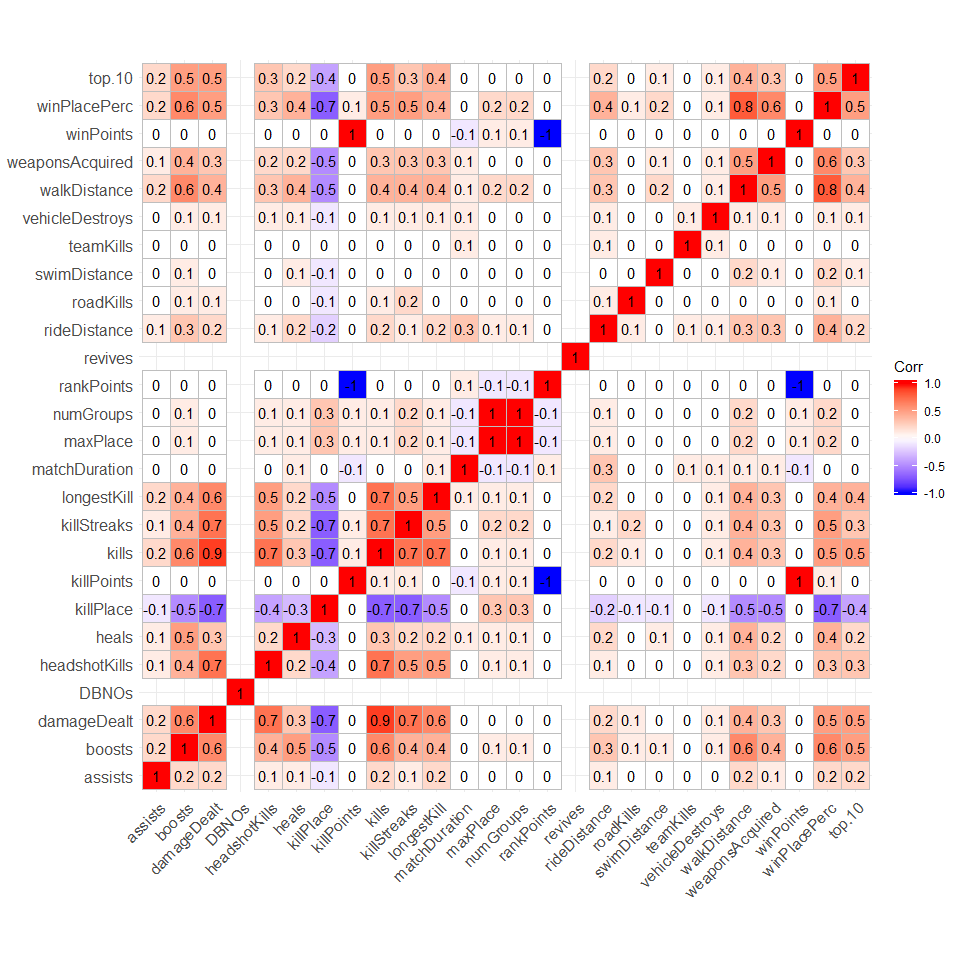 top.10 0.2 0.5 0.5 0.3 0.2 -0.4 0 0.5 0.3 0.4 0 0 0 0 0.2 0 0.1 0 0.1 0.4 0.3 0 0.5 1
winPlacePerc 0.2 0.6 0.5 0.3 0.4 -0.7 0.1 0.5 0.5 0.4 0 0.2 0.2 0 0.4 0.1 0.2 0 0.1 0.8 0.6 0 1 0.5
winPoints 0 0 0 0 0 0 1 0 0 0 -0.1 0.1 0.1 -1 0 0 0 0 0 0 0 1 0 0
weaponsAcquired 0.1 0.4 0.3 0.2 0.2 -0.5 0 0.3 0.3 0.3 0.1 0 0 0 0.3 0 0.1 0 0.1 0.5 1 0 0.6 0.3
walkDistance 0.2 0.6 0.4 0.3 0.4 -0.5 0 0.4 0.4 0.4 0.1 0.2 0.2 0 0.3 0 0.2 0 0.1 1 0.5 0 0.8 0.4
vehicleDestroys 0 0.1 0.1 0.1 0.1 -0.1 0 0.1 0.1 0.1 0.1 0 0 0 0.1 0 0 0.1 1 0.1 0.1 0 0.1 0.1
teamKills 0 0 0 0 0 0 0 0 0 0 0.1 0 0 0 0.1 0 0 1 0.1 0 0 0 0 0
swimDistance 0 0.1 0 0 0.1 -0.1 0 0 0 0 0 0 0 0 0 0 1 0 0 0.2 0.1 0 0.2 0.1
roadKills 0 0.1 0.1 0 0 -0.1 0 0.1 0.2 0 0 0 0 0 0.1 1 0 0 0 0 0 0 0.1 0
rideDistance 0.1 0.3 0.2 0.1 0.2 -0.2 0 0.2 0.1 0.2 0.3 0.1 0.1 0 1 0.1 0 0.1 0.1 0.3 0.3 0 0.4 0.2
revives 1
rankPoints 0 0 0 0 0 0 -1 0 0 0 0.1 -0.1 -0.1 1 0 0 0 0 0 0 0 -1 0 0
numGroups 0 0.1 0 0.1 0.1 0.3 0.1 0.1 0.2 0.1 -0.1 1 1 -0.1 0.1 0 0 0 0 0.2 0 0.1 0.2 0
maxPlace 0 0.1 0 0.1 0.1 0.3 0.1 0.1 0.2 0.1 -0.1 1 1 -0.1 0.1 0 0 0 0 0.2 0 0.1 0.2 0
matchDuration 0 0 0 0 0.1 0 -0.1 0 0 0.1 1 -0.1 -0.1 0.1 0.3 0 0 0.1 0.1 0.1 0.1 -0.1 0 0
longestKill 0.2 0.4 0.6 0.5 0.2 -0.5 0 0.7 0.5 1 0.1 0.1 0.1 0 0.2 0 0 0 0.1 0.4 0.3 0 0.4 0.4
killStreaks 0.1 0.4 0.7 0.5 0.2 -0.7 0.1 0.7 1 0.5 0 0.2 0.2 0 0.1 0.2 0 0 0.1 0.4 0.3 0 0.5 0.3
kills 0.2 0.6 0.9 0.7 0.3 -0.7 0.1 1 0.7 0.7 0 0.1 0.1 0 0.2 0.1 0 0 0.1 0.4 0.3 0 0.5 0.5
killPoints 0 0 0 0 0 0 1 0.1 0.1 0 -0.1 0.1 0.1 -1 0 0 0 0 0 0 0 1 0.1 0
killPlace -0.1 -0.5 -0.7 -0.4 -0.3 1 0 -0.7 -0.7 -0.5 0 0.3 0.3 0 -0.2 -0.1 -0.1 0 -0.1 -0.5 -0.5 0 -0.7 -0.4
heals 0.1 0.5 0.3 0.2 1 -0.3 0 0.3 0.2 0.2 0.1 0.1 0.1 0 0.2 0 0.1 0 0.1 0.4 0.2 0 0.4 0.2
headshotKills 0.1 0.4 0.7 1 0.2 -0.4 0 0.7 0.5 0.5 0 0.1 0.1 0 0.1 0 0 0 0.1 0.3 0.2 0 0.3 0.3
DBNOs 1
damageDealt 0.2 0.6 1 0.7 0.3 -0.7 0 0.9 0.7 0.6 0 0 0 0 0.2 0.1 0 0 0.1 0.4 0.3 0 0.5 0.5
boosts 0.2 1 0.6 0.4 0.5 -0.5 0 0.6 0.4 0.4 0 0.1 0.1 0 0.3 0.1 0.1 0 0.1 0.6 0.4 0 0.6 0.5
assists 1 0.2 0.2 0.1 0.1 -0.1 0 0.2 0.1 0.2 0 0 0 0 0.1 0 0 0 0 0.2 0.1 0 0.2 0.2
assists
boosts
damageDealt
DBNOs
headshotKills
heals
killPlace
killPoints
kills
killStreaks
longestKill
matchDuration
maxPlace
numGroups
rankPoints
revives
rideDistance
roadKills
swimDistance
teamKills
vehicleDestroys
walkDistance
weaponsAcquired
winPoints
winPlacePerc
top.10
Corr
1.0
0.5
0.0
-0.5
-1.0